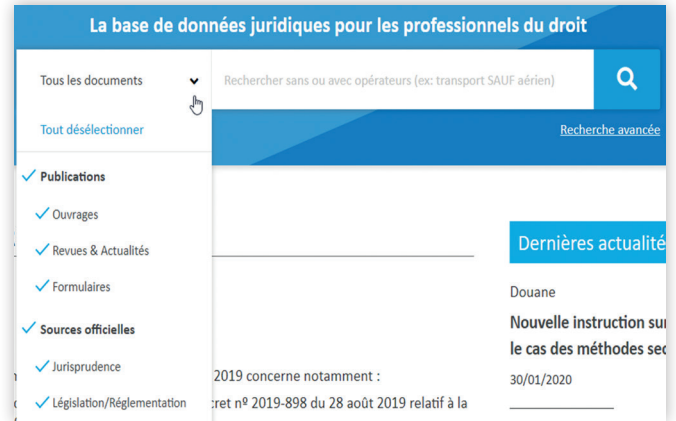 La base de données juridiques pour les professionnels du droit
Tous les documents
Rechercher sans ou avec opérateurs (ex: transport SAUF aérien)
Tout désélectionner
Recherche avancée
Publications
Ouvrages
Revues & Actualités
Formulaires
Sources officielles
Jurisprudence
Législation/Réglementation
2019 concerne notamment :
cret nº 2019-898 du 28 août 2019 relatif à la
Dernières actualité
Douane
Nouvelle instruction sur
le cas des méthodes sec
30/01/2020